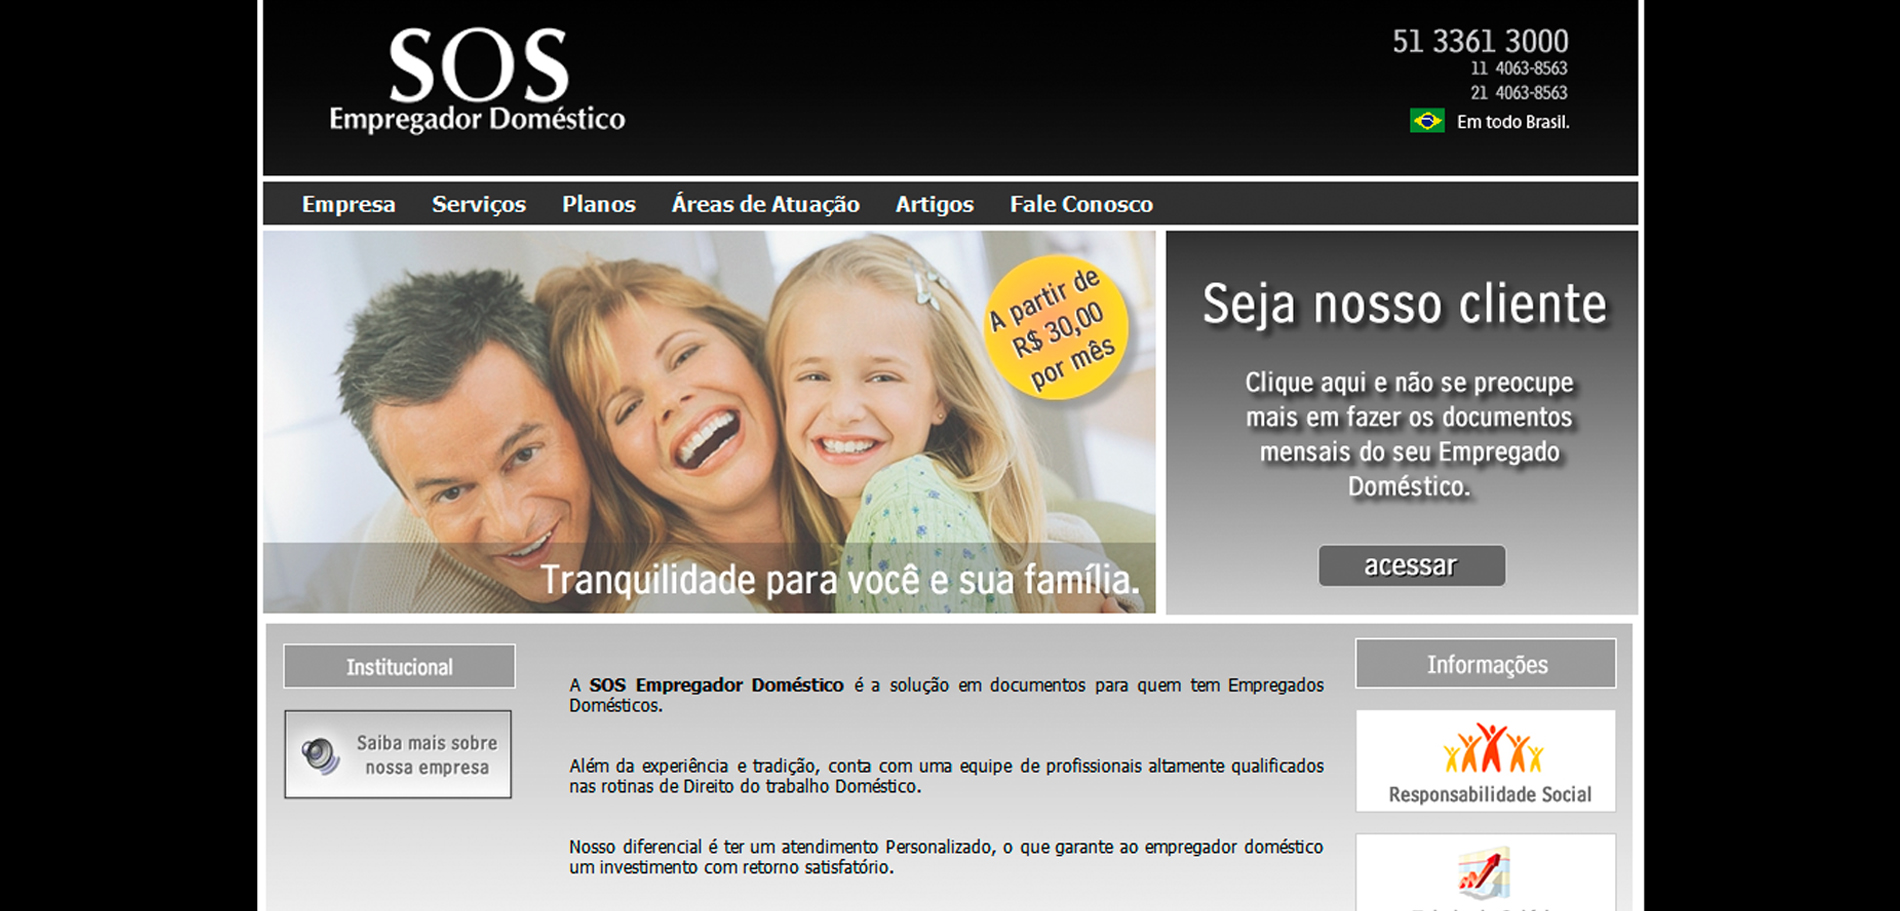 SOS
Empregador Doméstico
51 3361 3000
11 4063-8563
21 4063-8563
Em todo Brasil.
Empresa Serviços Planos Áreas de Atuação Artigos Fale Conosco
A partir de
R$ 30,00
por mês
Tranquilidade para você e sua família.
Seja nosso cliente
Clique aqui e não se preocupe
mais em fazer os documentos
mensais do seu Empregado
Doméstico.
acessar
Institucional
Saiba mais sobre
nossa empresa
A SOS Empregador Doméstico é a solução em documentos para quem tem Empregados
Domésticos.
Além da experiência e tradição, conta com uma equipe de profissionais altamente qualificados
nas rotinas de Direito do trabalho Doméstico.
Nosso diferencial é ter um atendimento Personalizado, o que garante ao empregador doméstico
um investimento com retorno satisfatório.
Informações
Responsabilidade Social